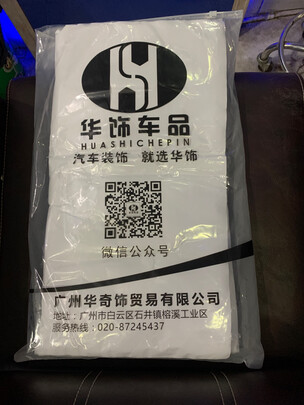 华饰车品
HUASHICHEPIN
汽车装饰 就选华饰
微信公众号
广州华奇饰贸易有限公司
地址:广州市白云区石井镇榕溪工业区
服务热线:020-87245437